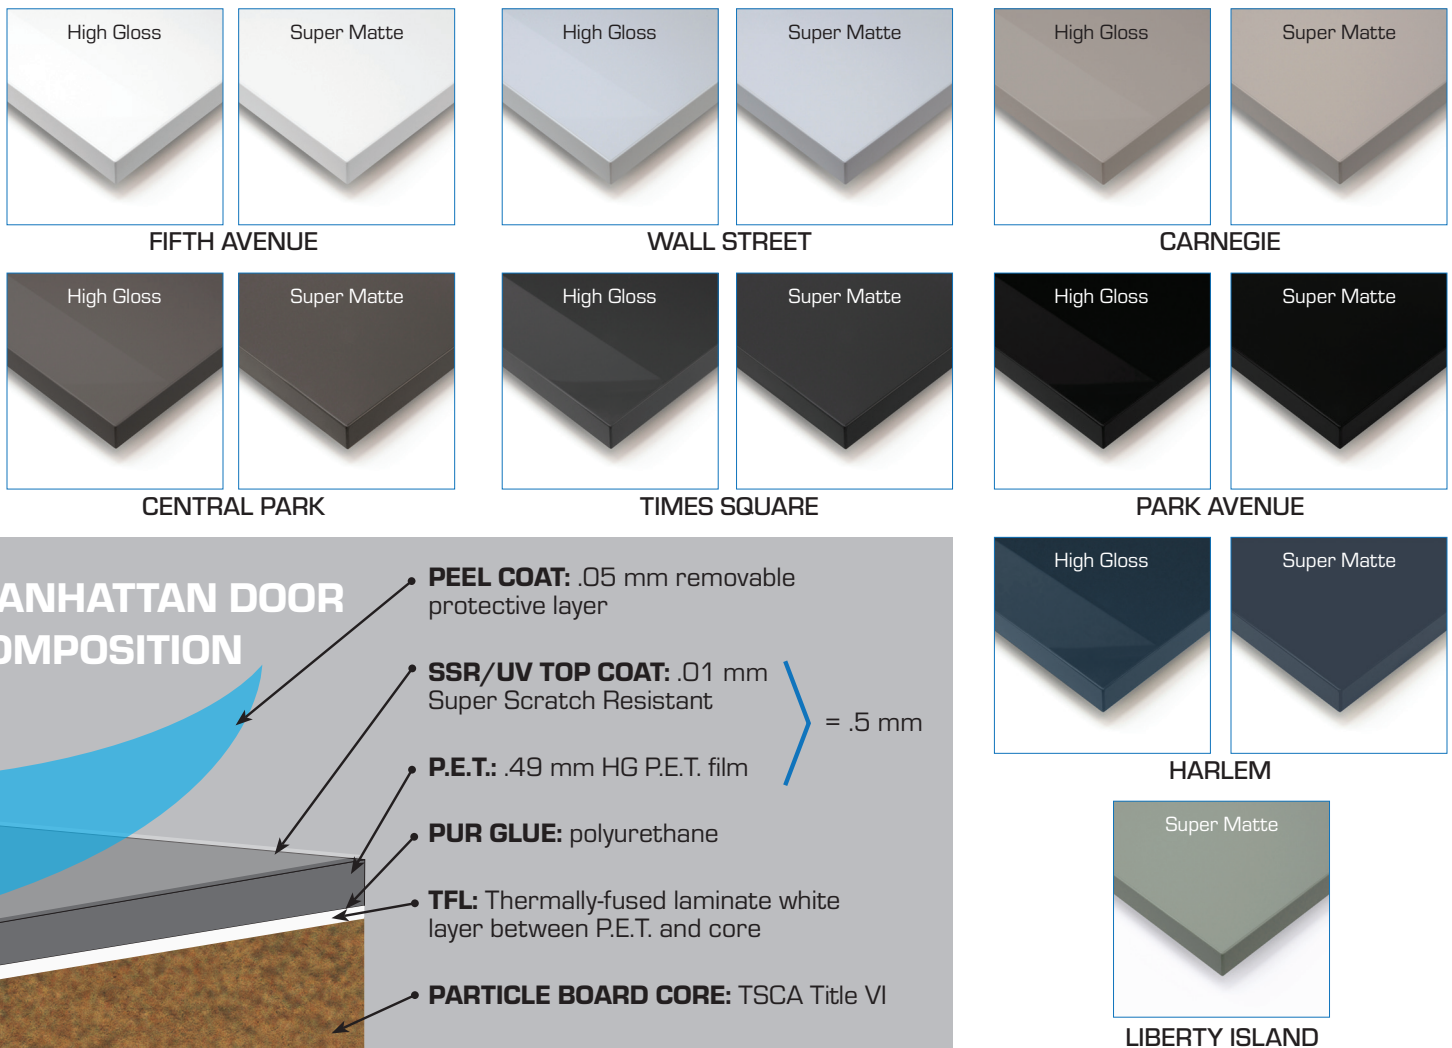 High Gloss
Super Matte
High Gloss
Super Matte
High Gloss
Super Matte
FIFTH AVENUE
WALL STREET
CARNEGIE
High Gloss
Super Matte
High Gloss
Super Matte
High Gloss
Super Matte
CENTRAL PARK
TIMES SQUARE
PARK AVENUE
ANHATTAN DOOR
OMPOSITION
PEEL COAT: .05 mm removable
protective layer
SSR/UV TOP COAT: .01 mm
Super Scratch Resistant
= .5 mm
P.E.T.: .49 mm HG P.E.T. film
PUR GLUE: polyurethane
TFL: Thermally-fused laminate white
layer between P.E.T. and core
PARTICLE BOARD CORE: TSCA Title VI
High Gloss
Super Matte
HARLEM
Super Matte
LIBERTY ISLAND